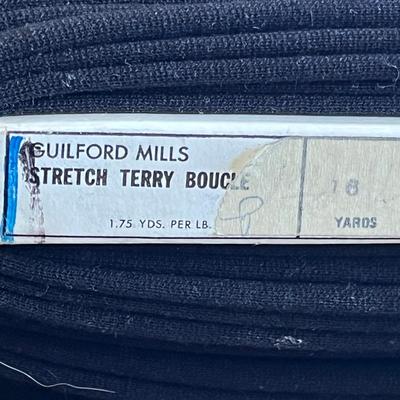 GUILFORD MILLS
STRETCH TERRY BOUCLE
1.75 YDS. PER LB.
18
YARDS